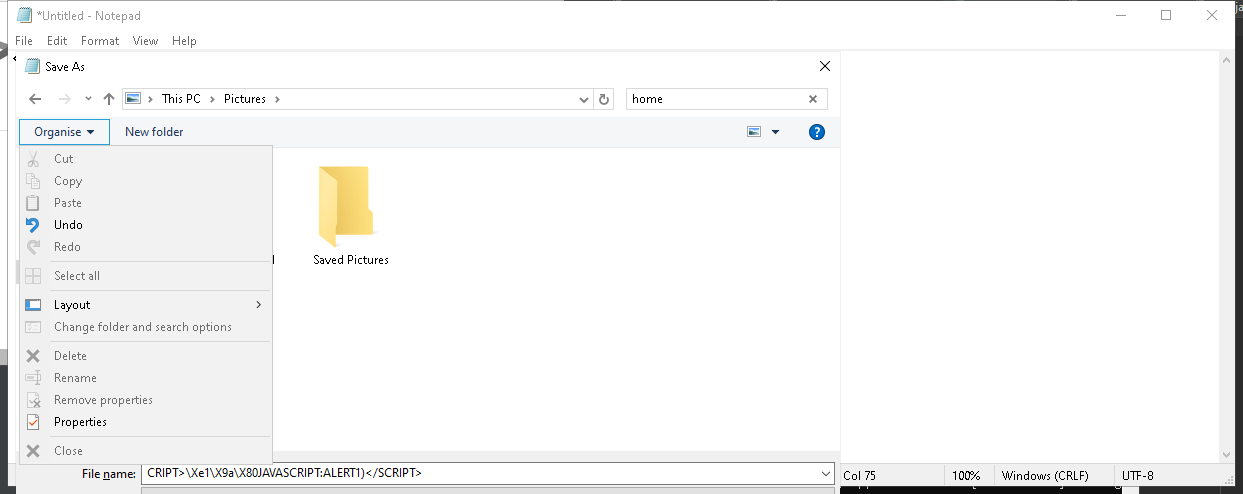 *Untitled - Notepad
File Edit Format View Help
Save As
This PC > Pictures >
home
Organise New folder
Cut
Copy
Paste
Undo
Redo
Select all
Layout
Change folder and search options
Delete
Rename
Remove properties
Properties
Close
Saved Pictures
File name: CRIPT>\Xe1\X9a\X80JAVASCRIPT:ALERT1)</SCRIPT>
Col 75 100% Windows (CRLF) UTF-8